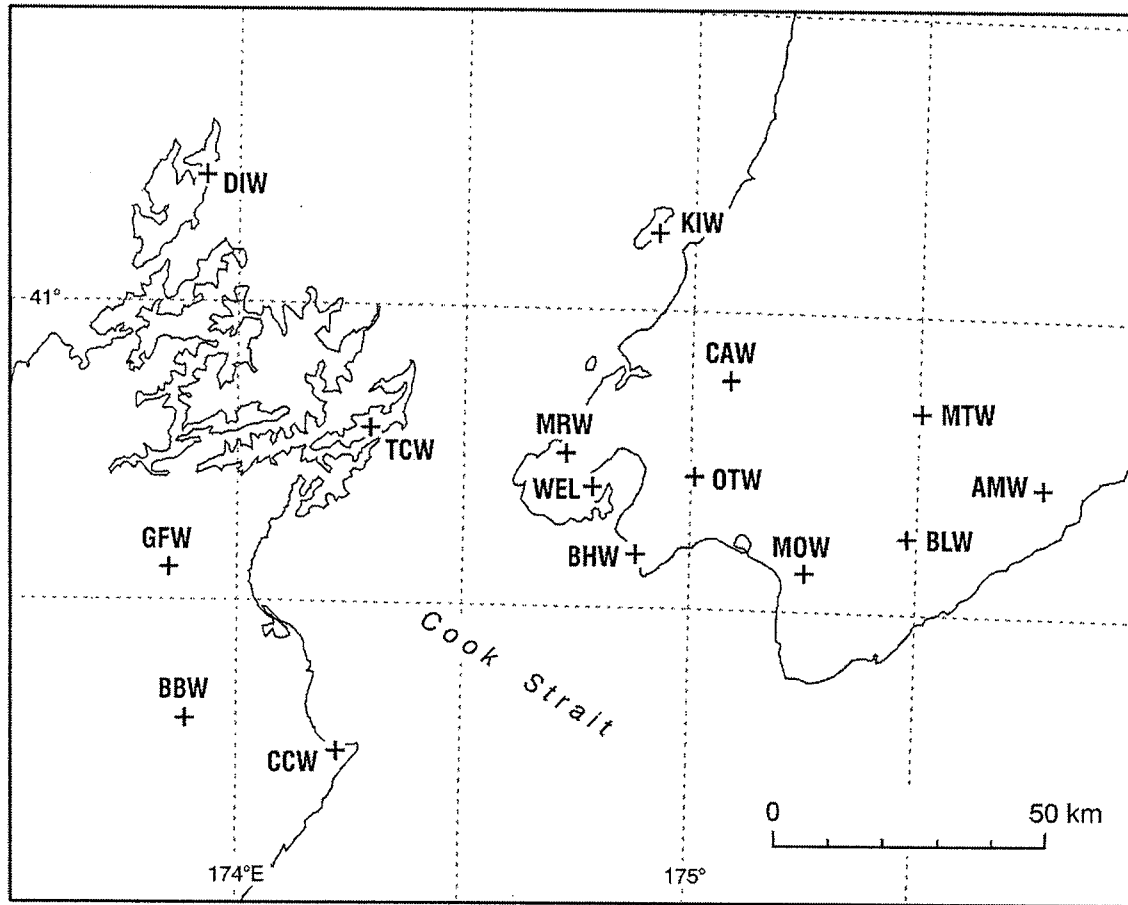 DIW
KIW
41°
CAW
MTW
MRW
TCW
WEL
OTW
AMW
GFW
BHW
MOW
BLW
Cook Strait
BBW
CCW
0 50 km
174°E
175°